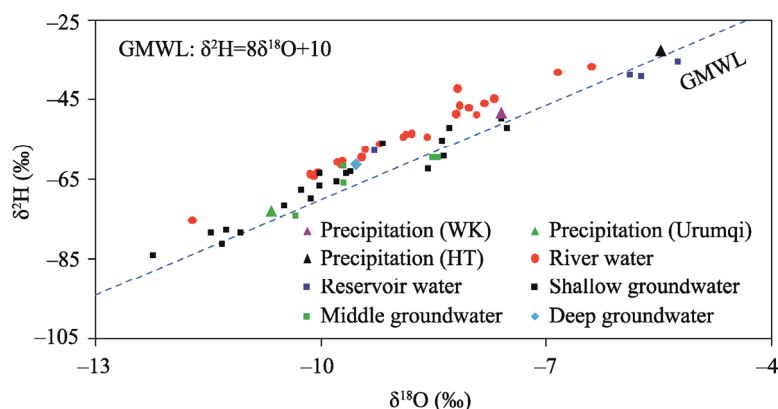 −25
GMWL: δ²H=8δ¹⁸O+10
GMWL
−45
−65
−85
−105
δ²H (‰)
Precipitation (WK)
Precipitation (Urumqi)
Precipitation (HT)
River water
Reservoir water
Shallow groundwater
Middle groundwater
Deep groundwater
−13
−10
−7
−4
δ¹⁸O (‰)